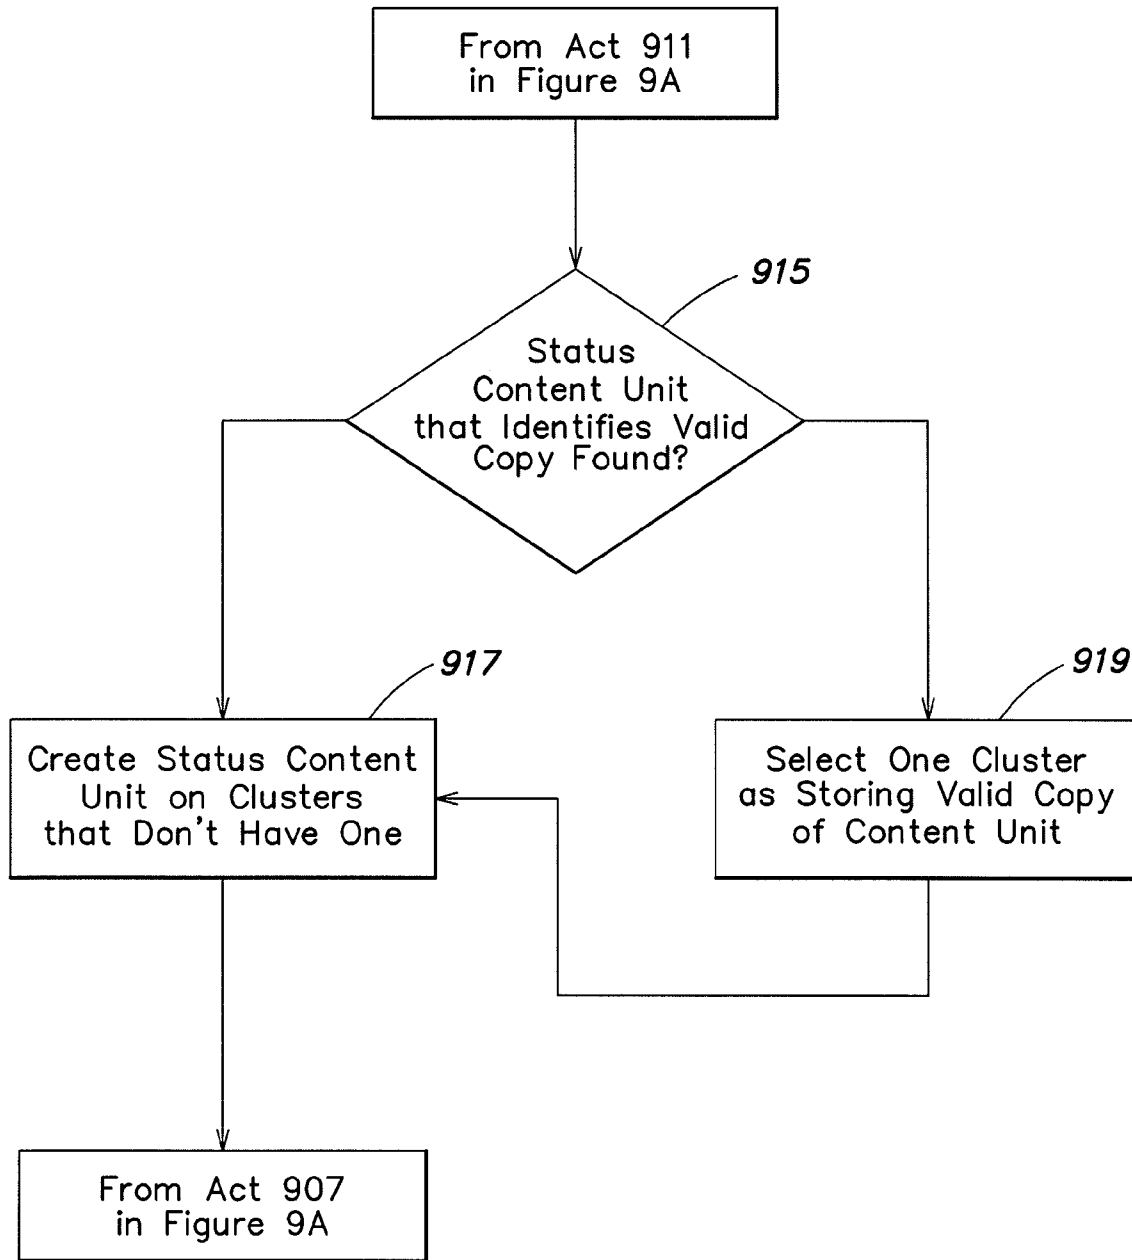 From Act 911
in Figure 9A
915
Status
Content Unit
that Identifies Valid
Copy Found?
917
Create Status Content
Unit on Clusters
that Don't Have One
919
Select One Cluster
as Storing Valid Copy
of Content Unit
From Act 907
in Figure 9A